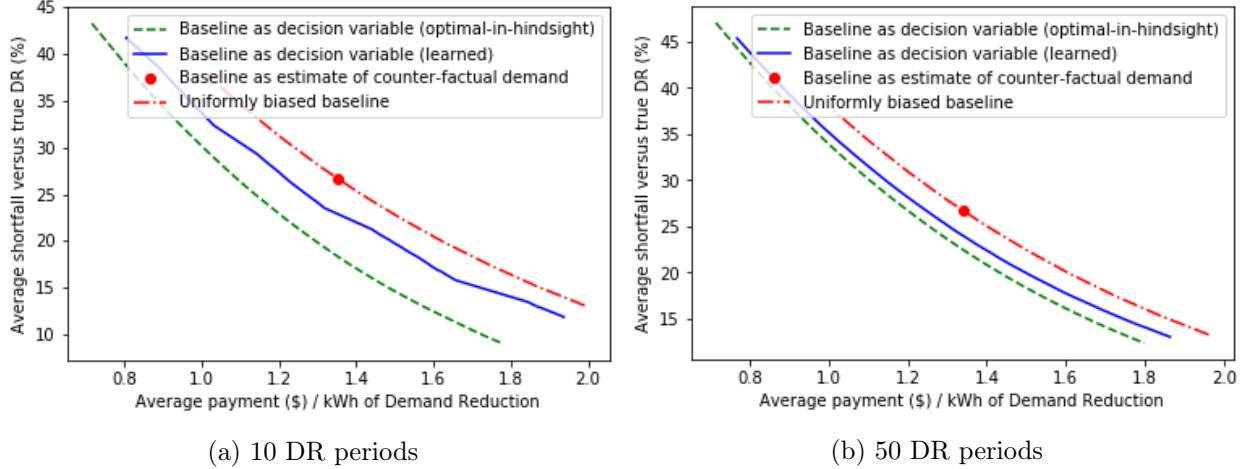 45
40
35
30
25
20
15
10
Average shortfall versus true DR (%)
Baseline as decision variable (optimal-in-hindsight)
Baseline as decision variable (learned)
Baseline as estimate of counter-factual demand
Uniformly biased baseline
0.8 1.0 1.2 1.4 1.6 1.8 2.0
Average payment ($) / kWh of Demand Reduction
(a) 10 DR periods
45
40
35
30
25
20
15
Average shortfall versus true DR (%)
Baseline as decision variable (optimal-in-hindsight)
Baseline as decision variable (learned)
Baseline as estimate of counter-factual demand
Uniformly biased baseline
0.8 1.0 1.2 1.4 1.6 1.8 2.0
Average payment ($) / kWh of Demand Reduction
(b) 50 DR periods